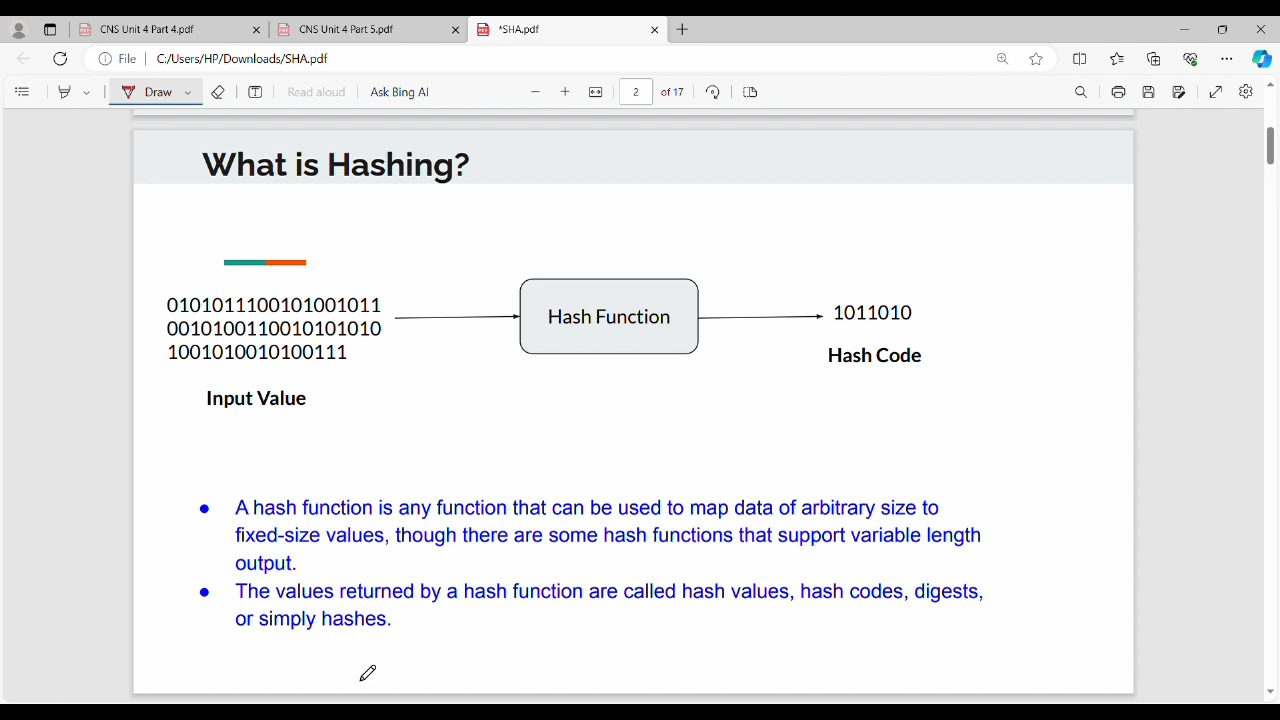 CNS Unit 4 Part 4.pdf
CNS Unit 4 Part 5.pdf
*SHA.pdf
File
C:/Users/HP/Downloads/SHA.pdf
Draw
Read aloud
Ask Bing AI
2
of 17
What is Hashing?
0101011100101001011
0010100110010101010
1001010010100111
Input Value
Hash Function
1011010
Hash Code
● A hash function is any function that can be used to map data of arbitrary size to
fixed-size values, though there are some hash functions that support variable length
output.
● The values returned by a hash function are called hash values, hash codes, digests,
or simply hashes.